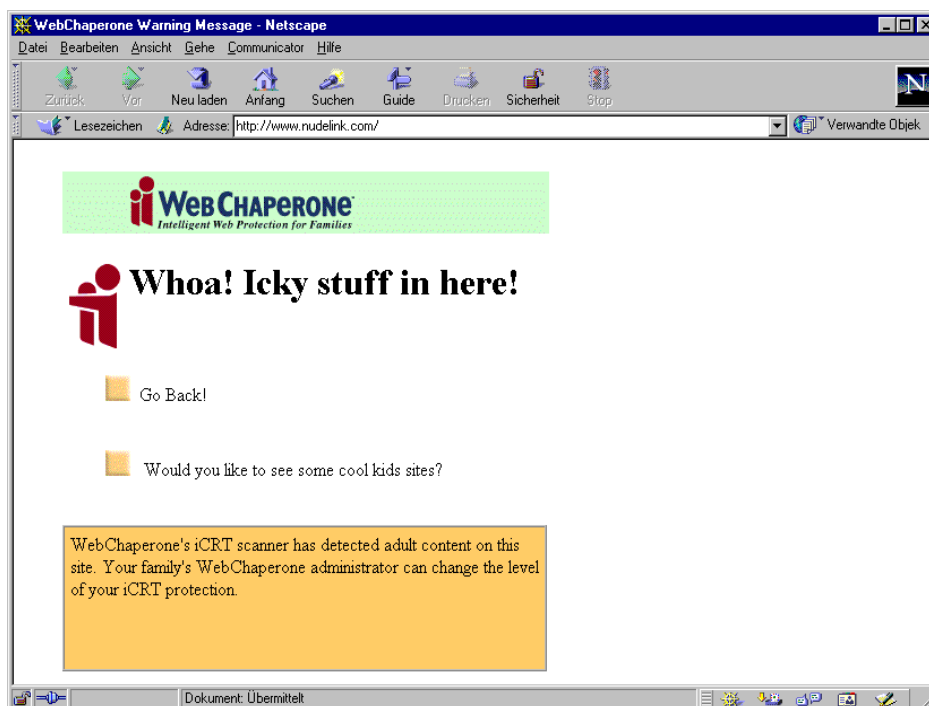 WebChaperone Warning Message - Netscape
Datei Bearbeiten Ansicht Gehe Communicator Hilfe
Zurück Vor Neu laden Anfang Suchen Guide Drucken Sicherheit Stop
N
Lesezeichen Adresse: http://www.nudelink.com/ Verwandte Objek
WEBCHAPERONE
Intelligent Web Protection for Families
Whoa! Icky stuff in here!
Go Back!
Would you like to see some cool kids sites?
WebChaperone's iCRT scanner has detected adult content on this
site. Your family's WebChaperone administrator can change the level
of your iCRT protection.
Dokument: Übermittelt